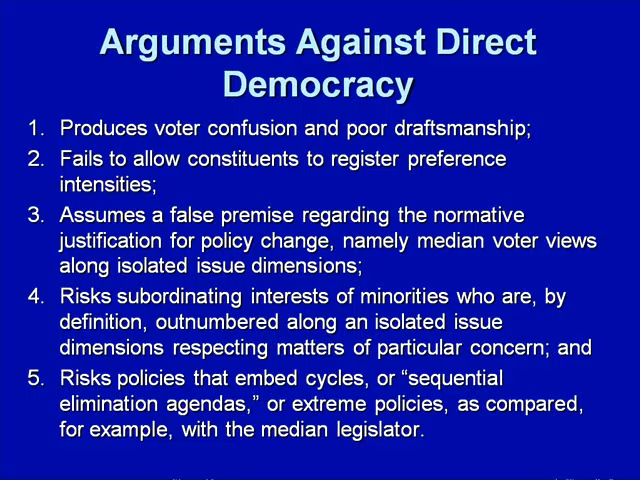 Arguments Against Direct
Democracy
1. Produces voter confusion and poor draftsmanship;
2. Fails to allow constituents to register preference
intensities;
3. Assumes a false premise regarding the normative
justification for policy change, namely median voter views
along isolated issue dimensions;
4. Risks subordinating interests of minorities who are, by
definition, outnumbered along an isolated issue
dimensions respecting matters of particular concern; and
5. Risks policies that embed cycles, or “sequential
elimination agendas,” or extreme policies, as compared,
for example, with the median legislator.